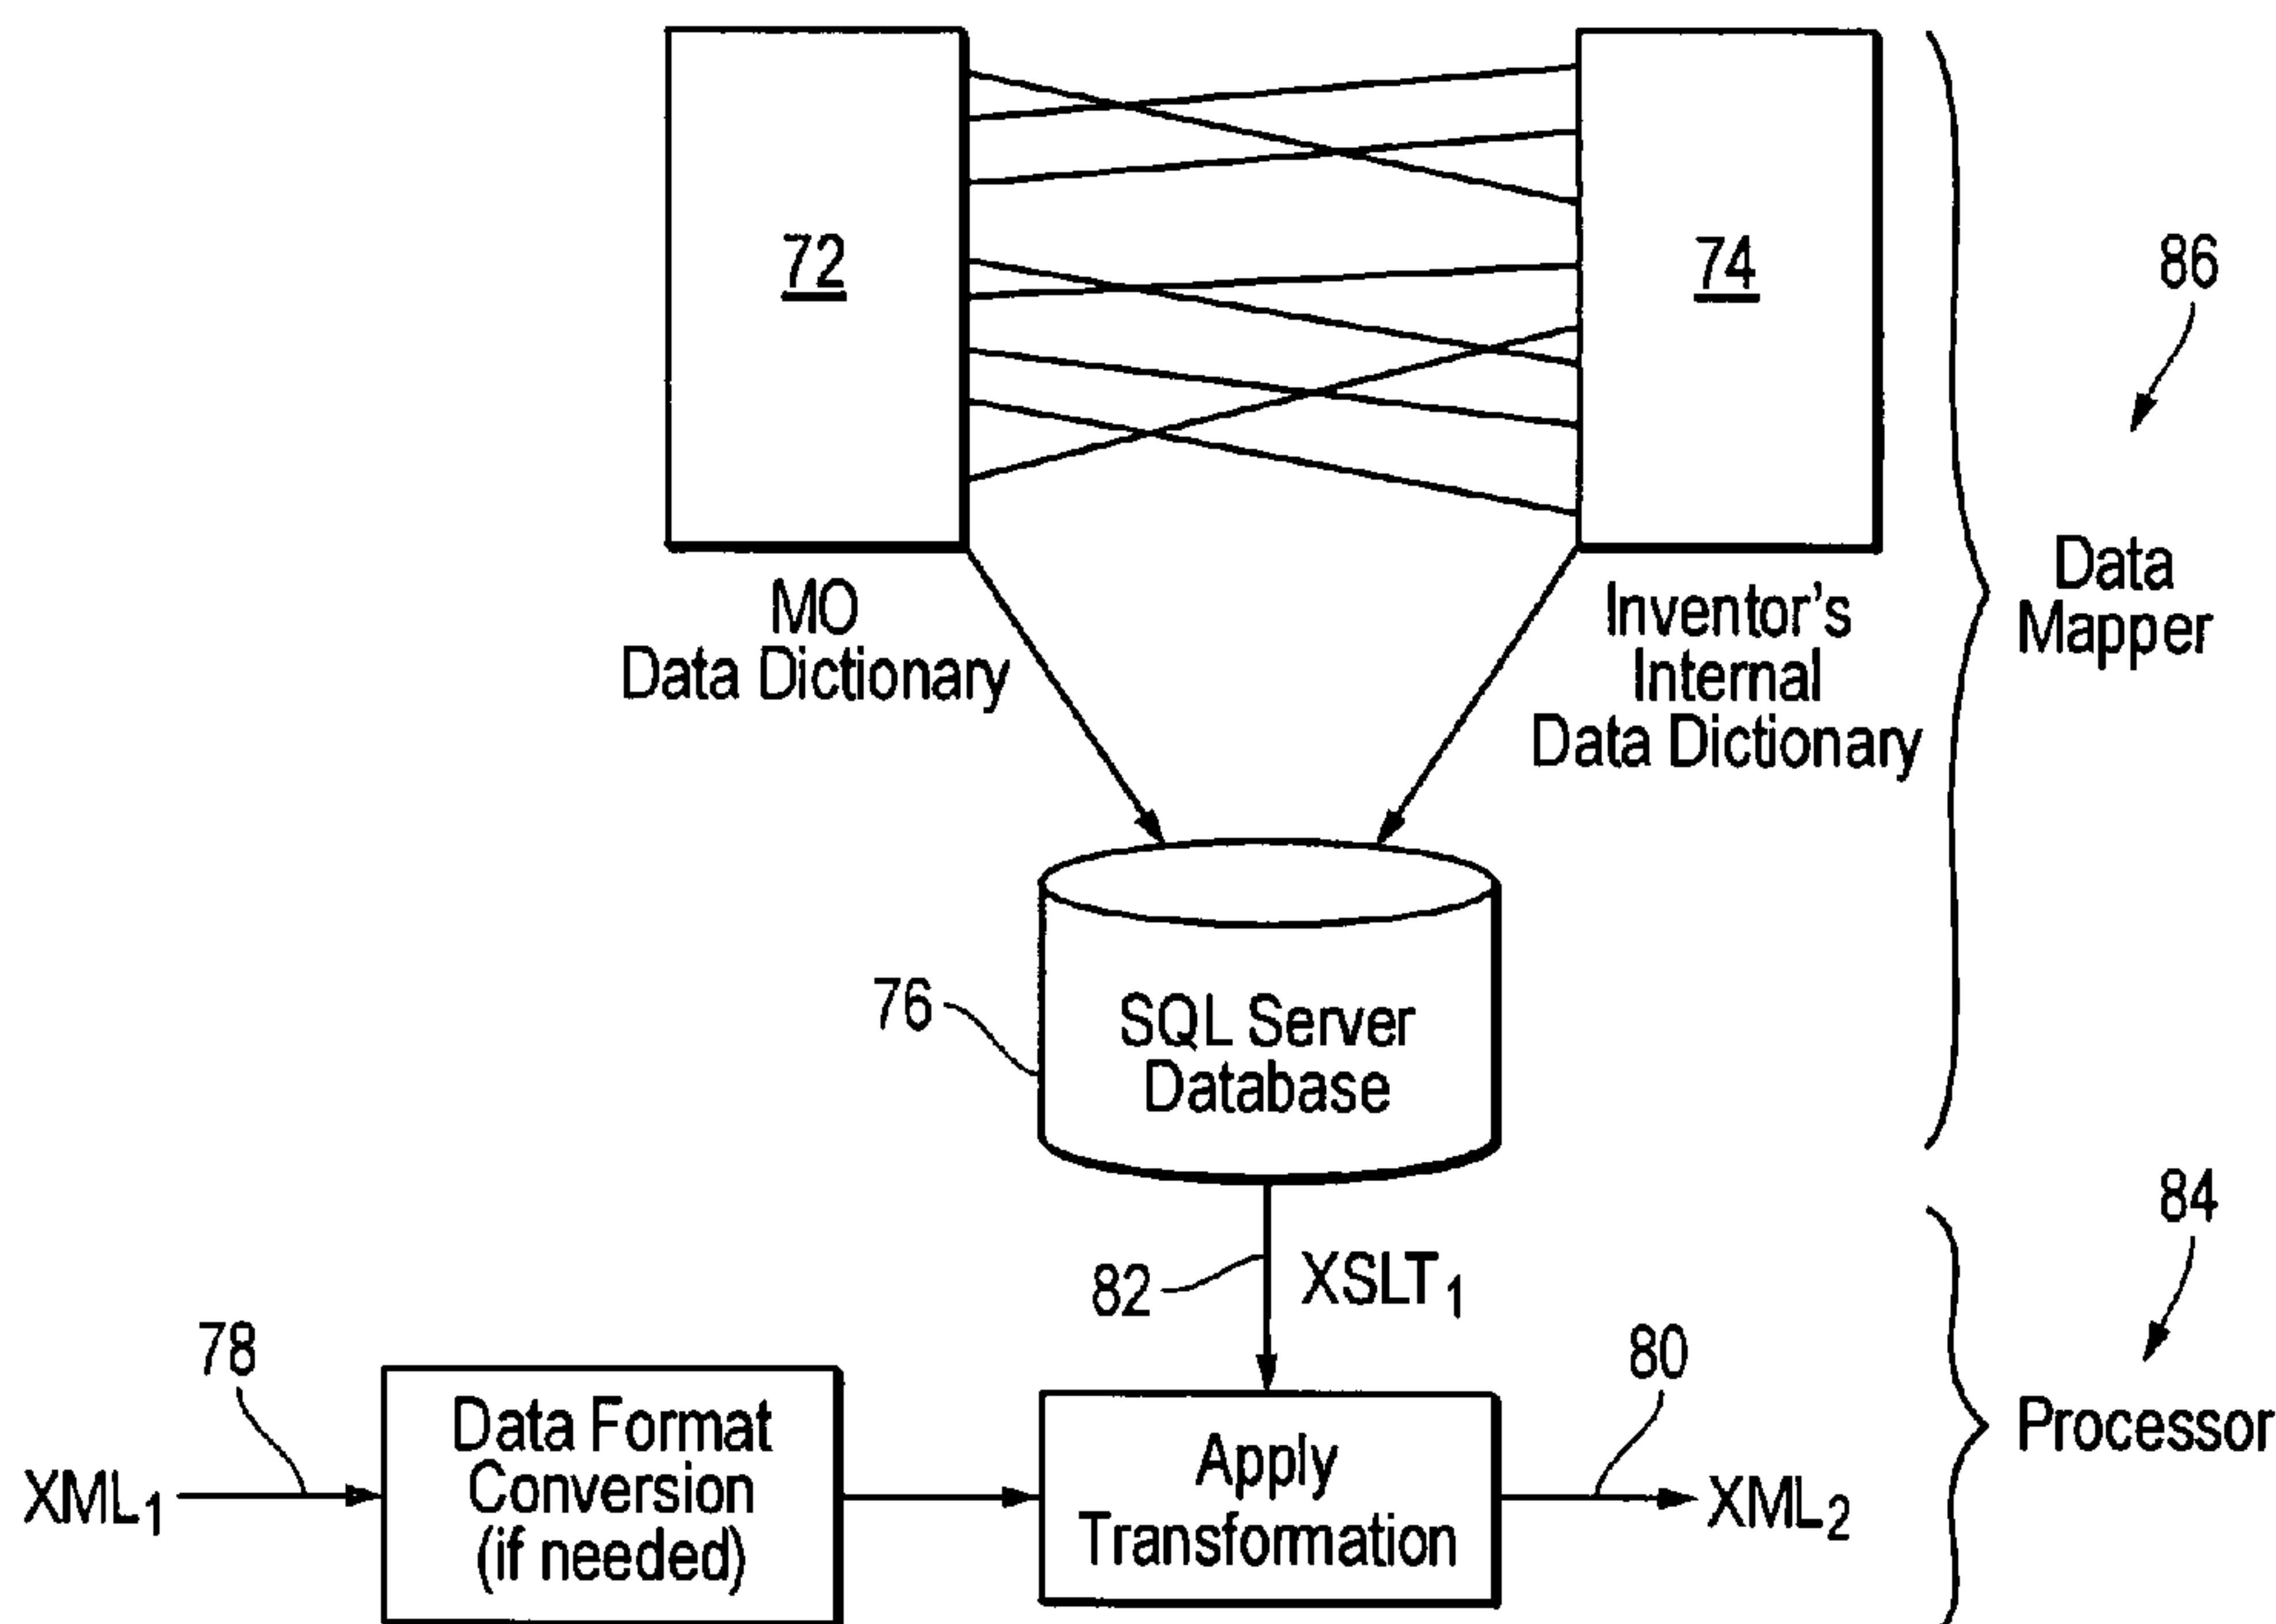 72
74
86
MO
Data Dictionary
Inventor's
Internal
Data Dictionary
Data
Mapper
76
SQL Server
Database
84
82
XSLT1
78
80
Data Format
Conversion
(if needed)
Apply
Transformation
Processor
XML1
XML2